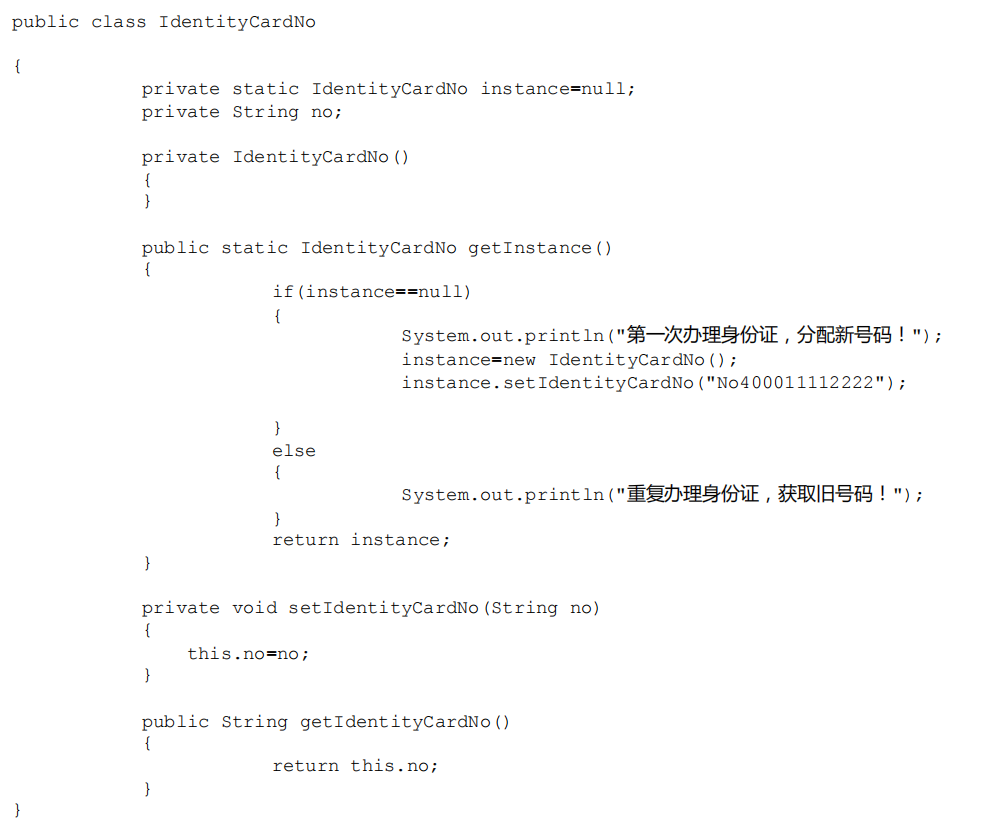 public class IdentityCardNo
{
private static IdentityCardNo instance=null;
private String no;
private IdentityCardNo()
{
}
public static IdentityCardNo getInstance()
{
if(instance==null)
{
System.out.println("第一次办理身份证，分配新号码！");
instance=new IdentityCardNo();
instance.setIdentityCardNo("No400011112222");
}
else
{
System.out.println("重复办理身份证，获取旧号码！");
}
return instance;
}
private void setIdentityCardNo(String no)
{
this.no=no;
}
public String getIdentityCardNo()
{
return this.no;
}
}